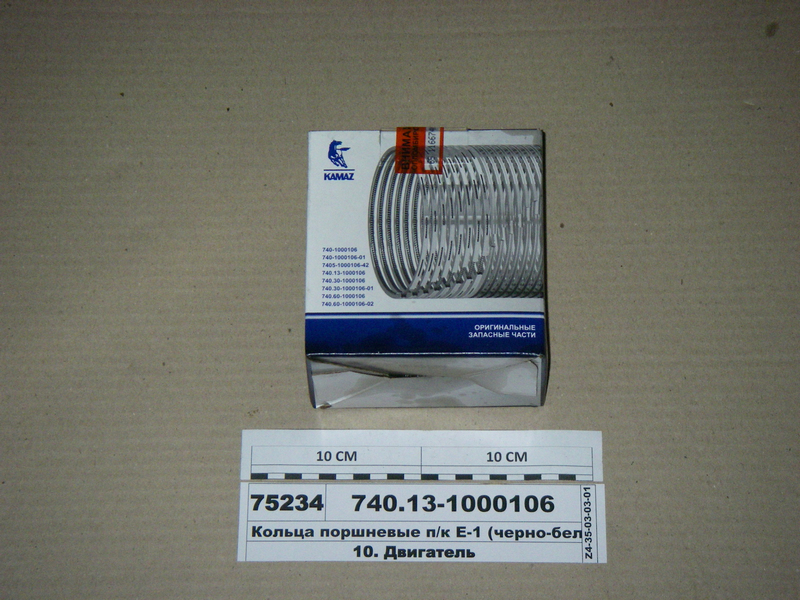 KAMAZ
740-1000106
740-1000106-01
7405-1000106-42
740.13-1000106
740.30-1000106
740.30-1000106-01
740.60-1000106
740.60-1000106-02
ОРИГИНАЛЬНЫЕ
ЗАПАСНЫЕ ЧАСТИ
10 СМ 10 СМ
75234 740.13-1000106
Кольца поршневые п/к Е-1 (черно-бел
10. Двигатель
Z4-35-03-03-01